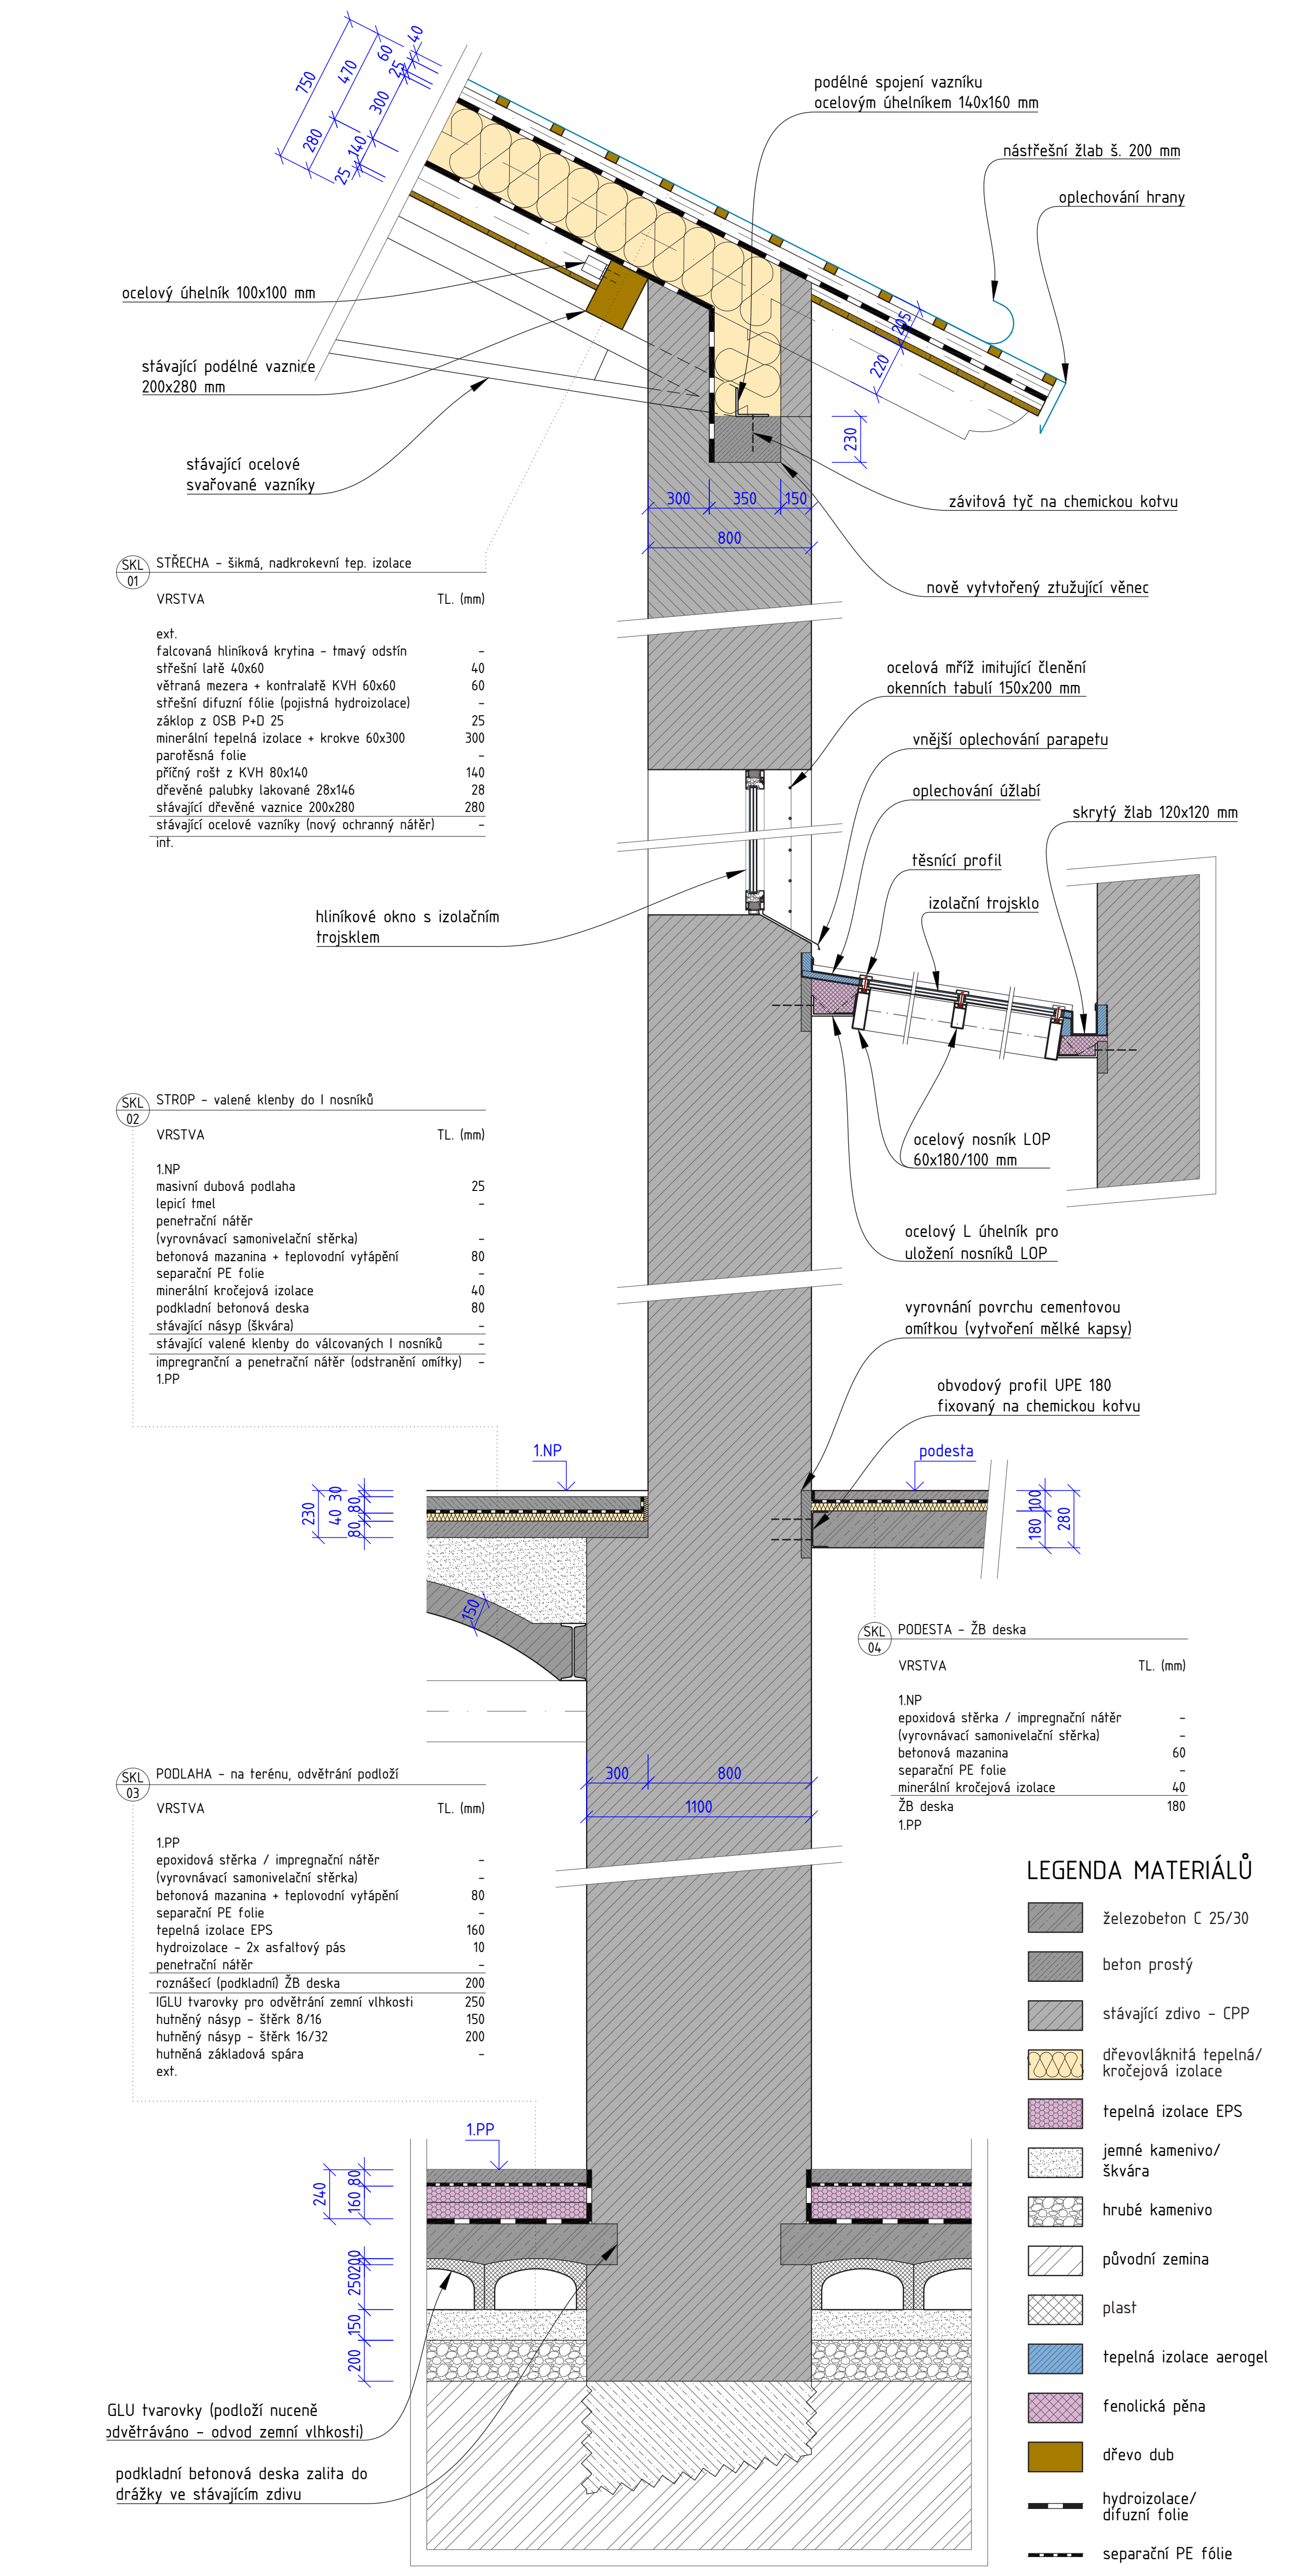 750
470
60
40
25
300
280
140
25
podélné spojení vazníku
ocelovým úhelníkem 140x160 mm
nástřešní žlab š. 200 mm
oplechování hrany
ocelový úhelník 100x100 mm
stávající podélné vaznice
200x280 mm
stávající ocelové
svařované vazníky
205
220
230
300
350
150
800
závitová tyč na chemickou kotvu
nově vytvtořený ztužující věnec
SKL
01
STŘECHA - šikmá, nadkrokevní tep. izolace
VRSTVA TL. (mm)
ext.
falcovaná hliníková krytina - tmavý odstín -
střešní latě 40x60 40
větraná mezera + kontralatě KVH 60x60 60
střešní difuzní fólie (pojistná hydroizolace) -
záklop z OSB P+D 25 25
minerální tepelná izolace + krokve 60x300 300
parotěsná folie -
příčný rošt z KVH 80x140 140
dřevěné palubky lakované 28x146 28
stávající dřevěné vaznice 200x280 280
stávající ocelové vazníky (nový ochranný nátěr) -
int.
ocelová mříž imitující členění
okenních tabulí 150x200 mm
vnější oplechování parapetu
oplechování úžlabí
skrytý žlab 120x120 mm
těsnící profil
izolační trojsklo
hliníkové okno s izolačním
trojsklem
ocelový nosník LOP
60x180/100 mm
ocelový L úhelník pro
uložení nosníků LOP
SKL
02
STROP - valené klenby do I nosníků
VRSTVA TL. (mm)
1.NP
masivní dubová podlaha 25
lepicí tmel -
penetrační nátěr
(vyrovnávací samonivelační stěrka) -
betonová mazanina + teplovodní vytápění 80
separační PE folie -
minerální kročejová izolace 40
podkladní betonová deska 80
stávající násyp (škvára) -
stávající valené klenby do válcovaných I nosníků -
impregranční a penetrační nátěr (odstranění omítky) -
1.PP
vyrovnání povrchu cementovou
omítkou (vytvoření mělké kapsy)
obvodový profil UPE 180
fixovaný na chemickou kotvu
1.NP
podesta
230
30
80
40
80
100
180
280
150
SKL
04
PODESTA - ŽB deska
VRSTVA TL. (mm)
1.NP
epoxidová stěrka / impregnační nátěr -
(vyrovnávací samonivelační stěrka) -
betonová mazanina 60
separační PE folie -
minerální kročejová izolace 40
ŽB deska 180
1.PP
300
800
1100
SKL
03
PODLAHA - na terénu, odvětrání podloží
VRSTVA TL. (mm)
1.PP
epoxidová stěrka / impregnační nátěr -
(vyrovnávací samonivelační stěrka) -
betonová mazanina + teplovodní vytápění 80
separační PE folie -
tepelná izolace EPS 160
hydroizolace - 2x asfaltový pás 10
penetrační nátěr -
roznášecí (podkladní) ŽB deska 200
IGLU tvarovky pro odvětrání zemní vlhkosti 250
hutněný násyp - štěrk 8/16 150
hutněný násyp - štěrk 16/32 200
hutněná základová spára -
ext.
1.PP
240
80
160
200
250
150
200
GLU tvarovky (podloží nuceně
odvětráváno - odvod zemní vlhkosti)
podkladní betonová deska zalita do
drážky ve stávajícím zdivu
LEGENDA MATERIÁLŮ
železobeton C 25/30
beton prostý
stávající zdivo - CPP
dřevovláknitá tepelná/
kročejová izolace
tepelná izolace EPS
jemné kamenivo/
škvára
hrubé kamenivo
původní zemina
plast
tepelná izolace aerogel
fenolická pěna
dřevo dub
hydroizolace/
difuzní folie
separační PE fólie